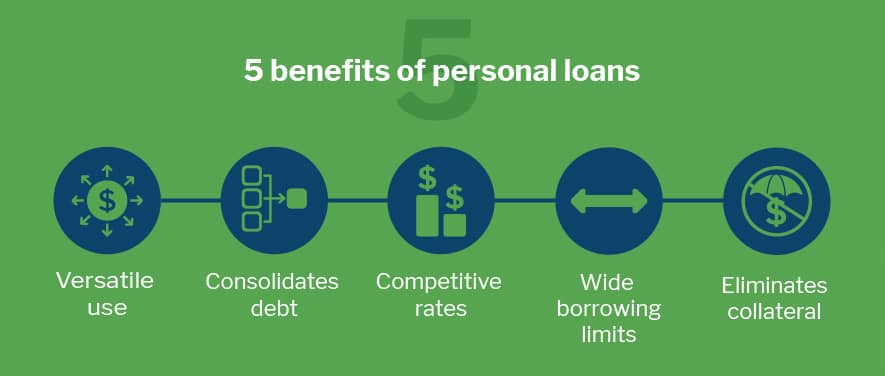 5
5 benefits of personal loans
$
$
$
$
Versatile
use
Consolidates
debt
Competitive
rates
Wide
borrowing
limits
Eliminates
collateral